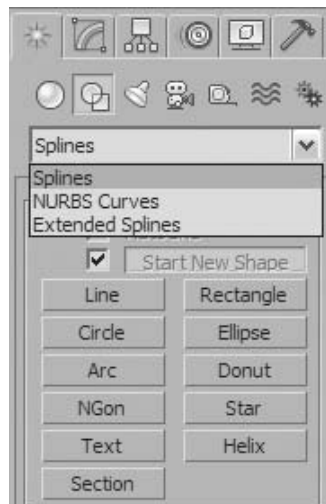 Splines
Splines
NURBS Curves
Extended Splines
Start New Shape
Line Rectangle
Circle Ellipse
Arc Donut
NGon Star
Text Helix
Section